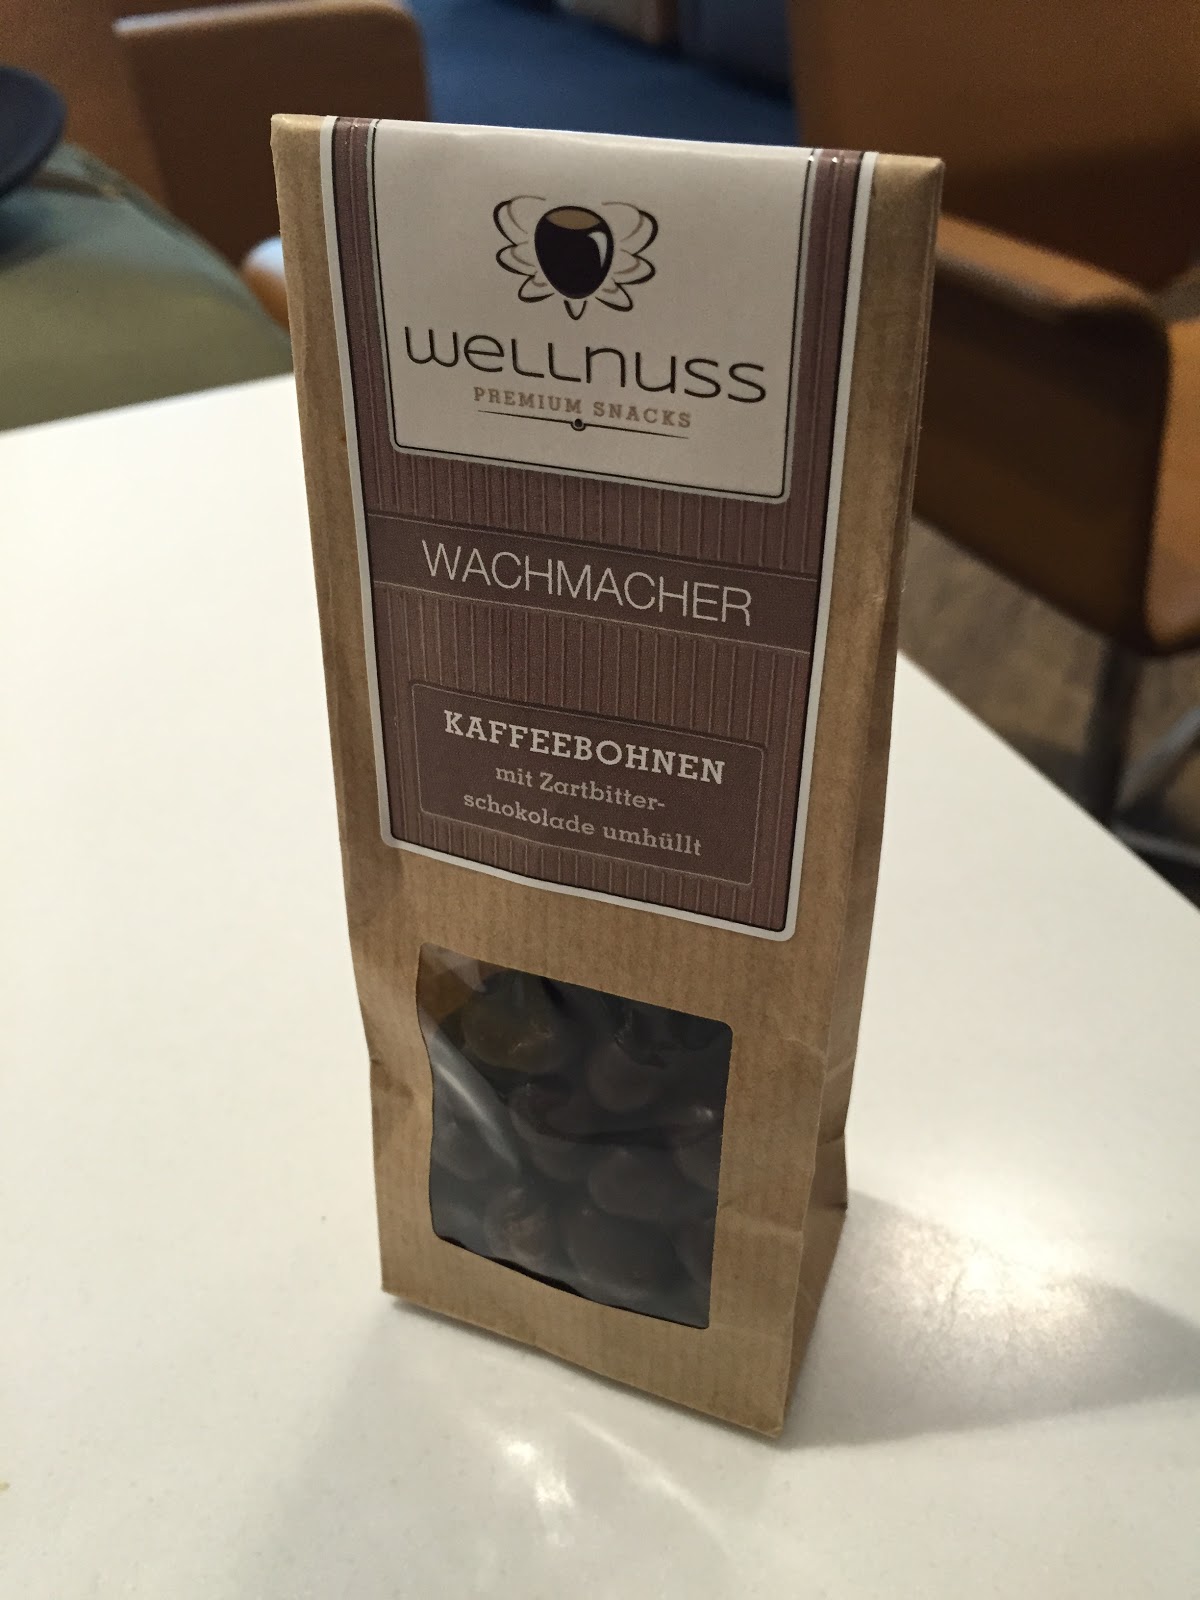 wellnuss
PREMIUM SNACKS
WACHMACHER
KAFFEEBOHNEN
mit Zartbitter-
schokolade umhüllt